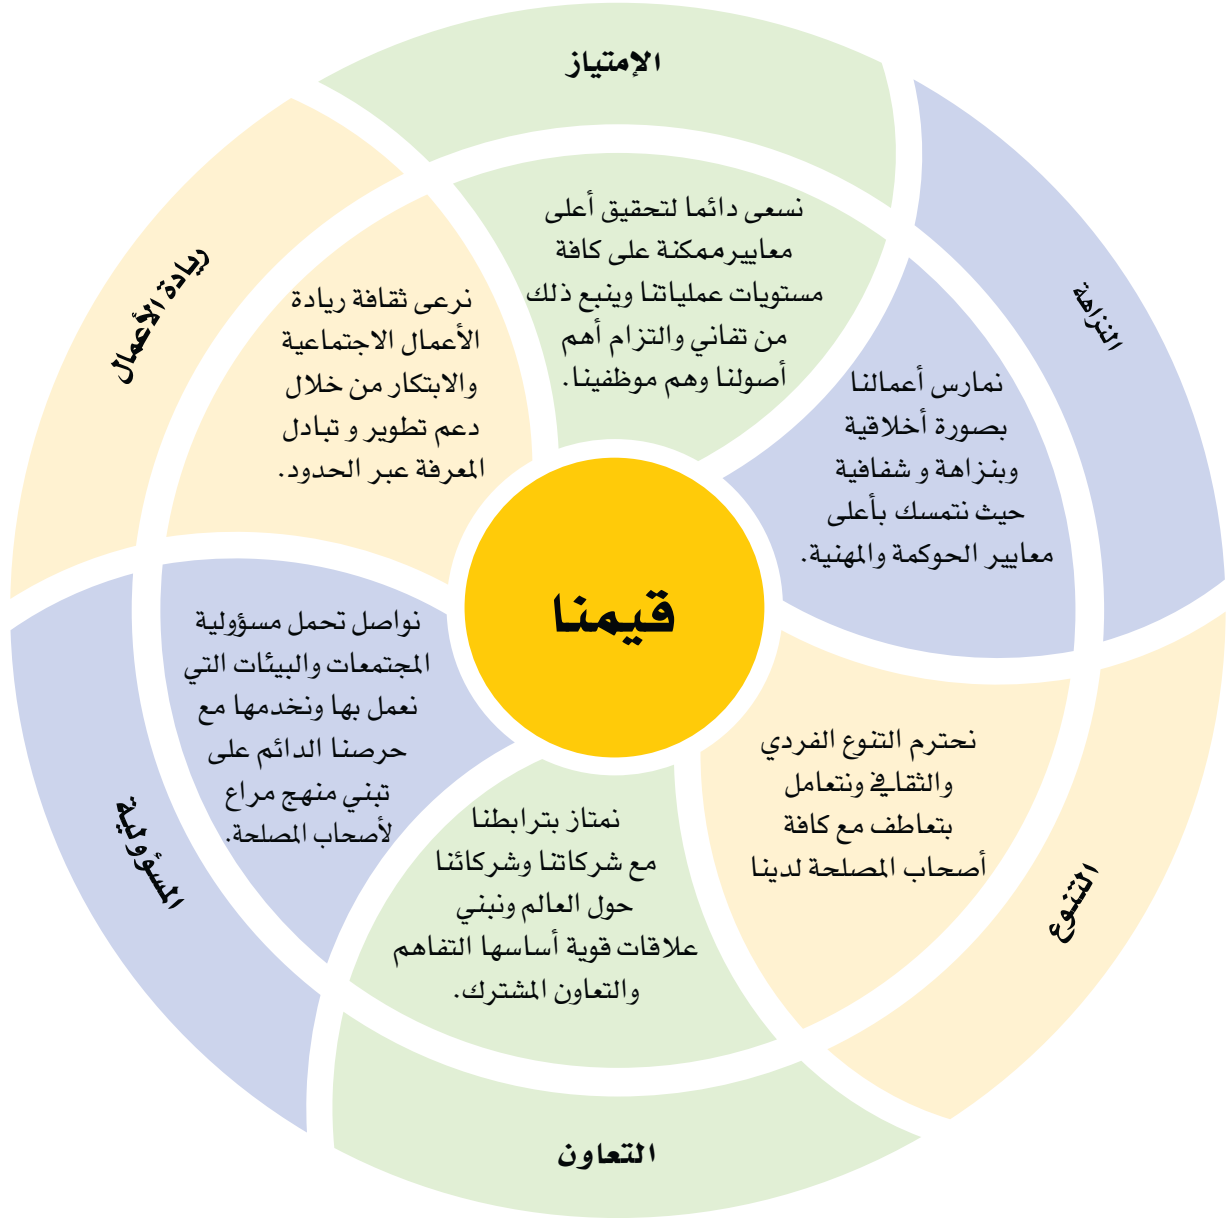 قيمنا
الإمتياز
نسعى دائما لتحقيق أعلى
معايير ممكنة على كافة
مستويات عملياتنا وينبع ذلك
من تفاني والتزام أهم
أصولنا وهم موظفينا.
النزاهة
نمارس أعمالنا
بصورة أخلاقية
وبنزاهة و شفافية
حيث نتمسك بأعلى
معايير الحوكمة والمهنية.
التنوع
نحترم التنوع الفردي
والثقافي ونتعامل
بتعاطف مع كافة
أصحاب المصلحة لدينا
التعاون
نمتاز بترابطنا
مع شركاتنا وشركائنا
حول العالم ونبني
علاقات قوية أساسها التفاهم
والتعاون المشترك.
المسؤولية
نواصل تحمل مسؤولية
المجتمعات والبيئات التي
نعمل بها ونخدمها مع
حرصنا الدائم على
تبني منهج مراع
لأصحاب المصلحة.
ريادة الأعمال
نرعى ثقافة ريادة
الأعمال الاجتماعية
والابتكار من خلال
دعم تطوير و تبادل
المعرفة عبر الحدود.